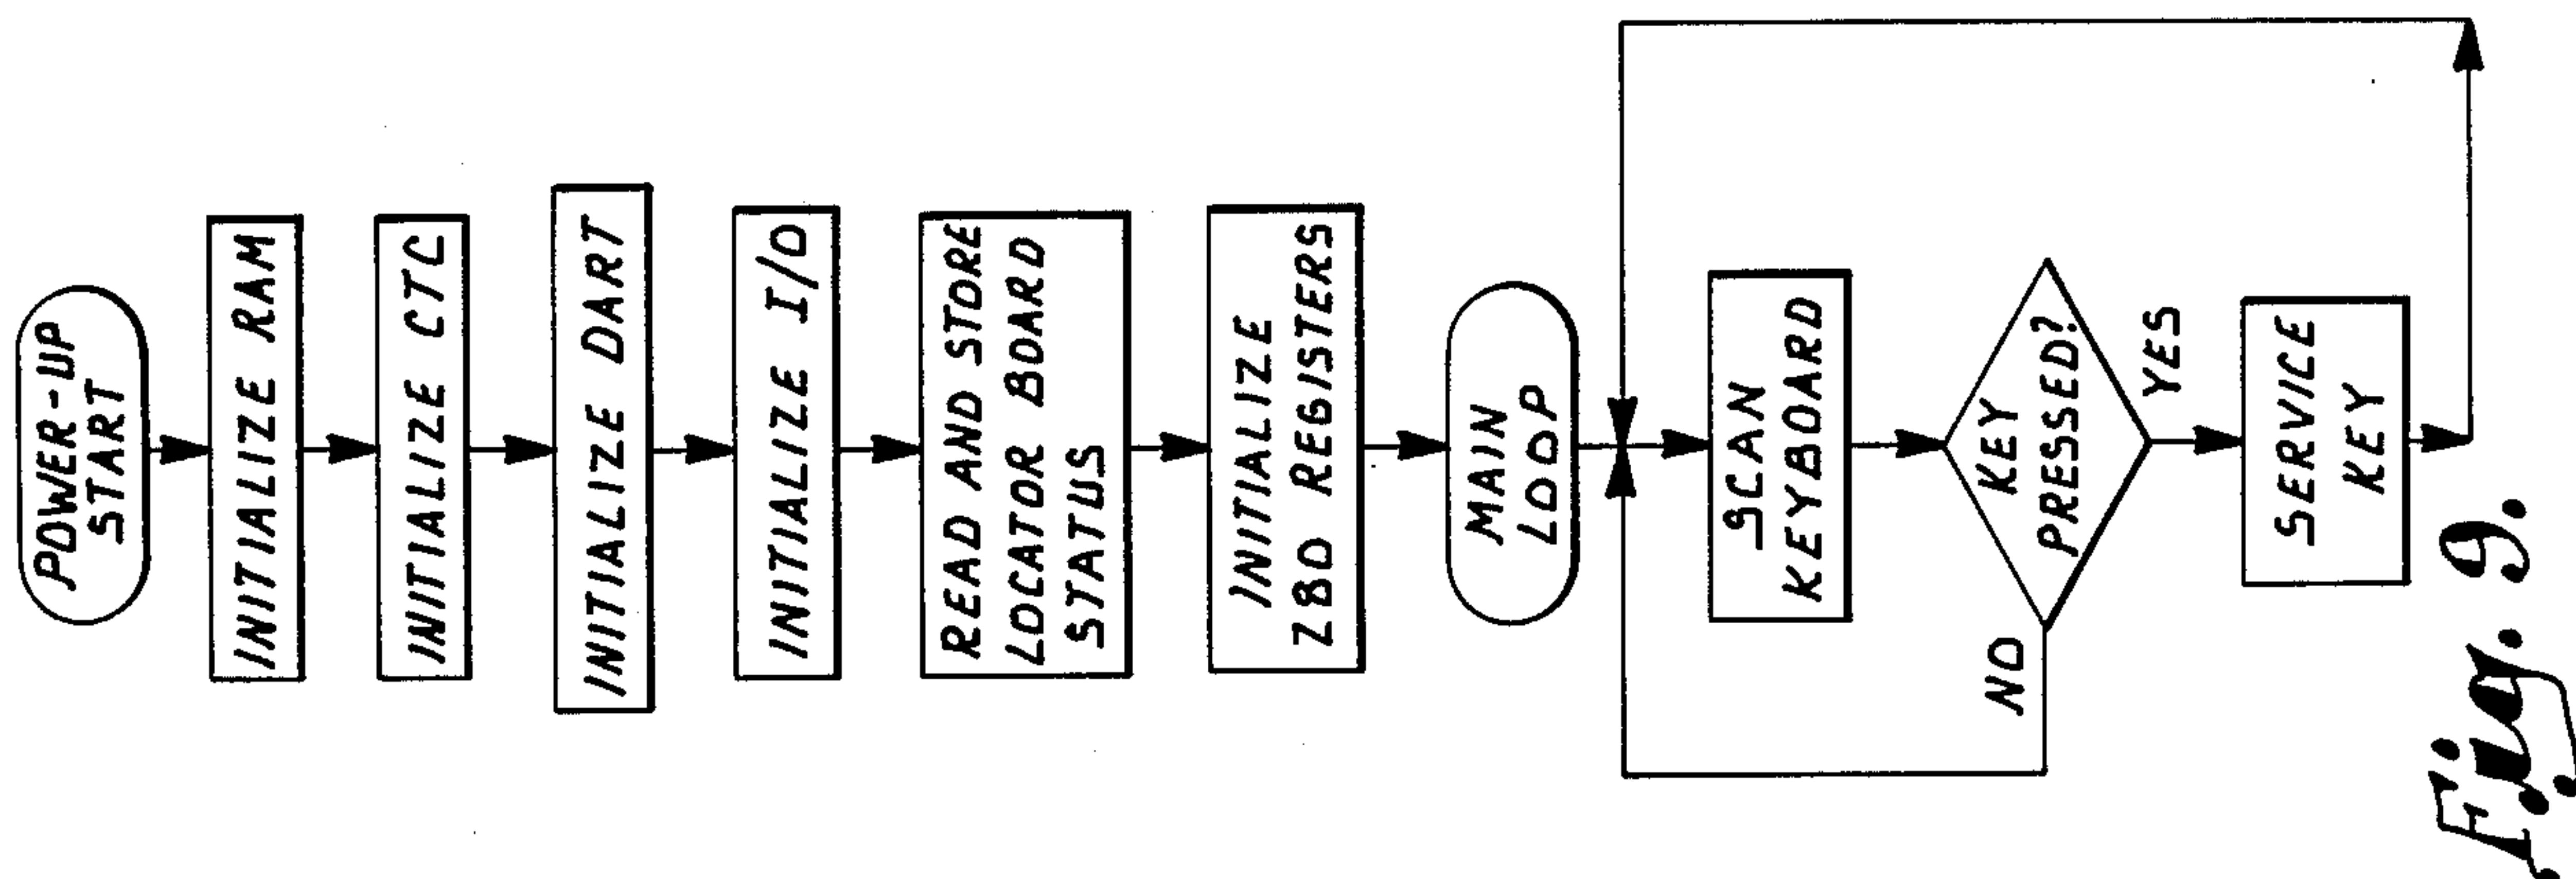 POWER-UP
START
INITIALIZE RAM
INITIALIZE CTC
INITIALIZE DART
INITIALIZE I/O
READ AND STORE
LOCATOR BOARD
STATUS
INITIALIZE
Z80 REGISTERS
MAIN
LOOP
SCAN
KEYBOARD
KEY
PRESSED?
NO
YES
SERVICE
KEY
Fig. 9.